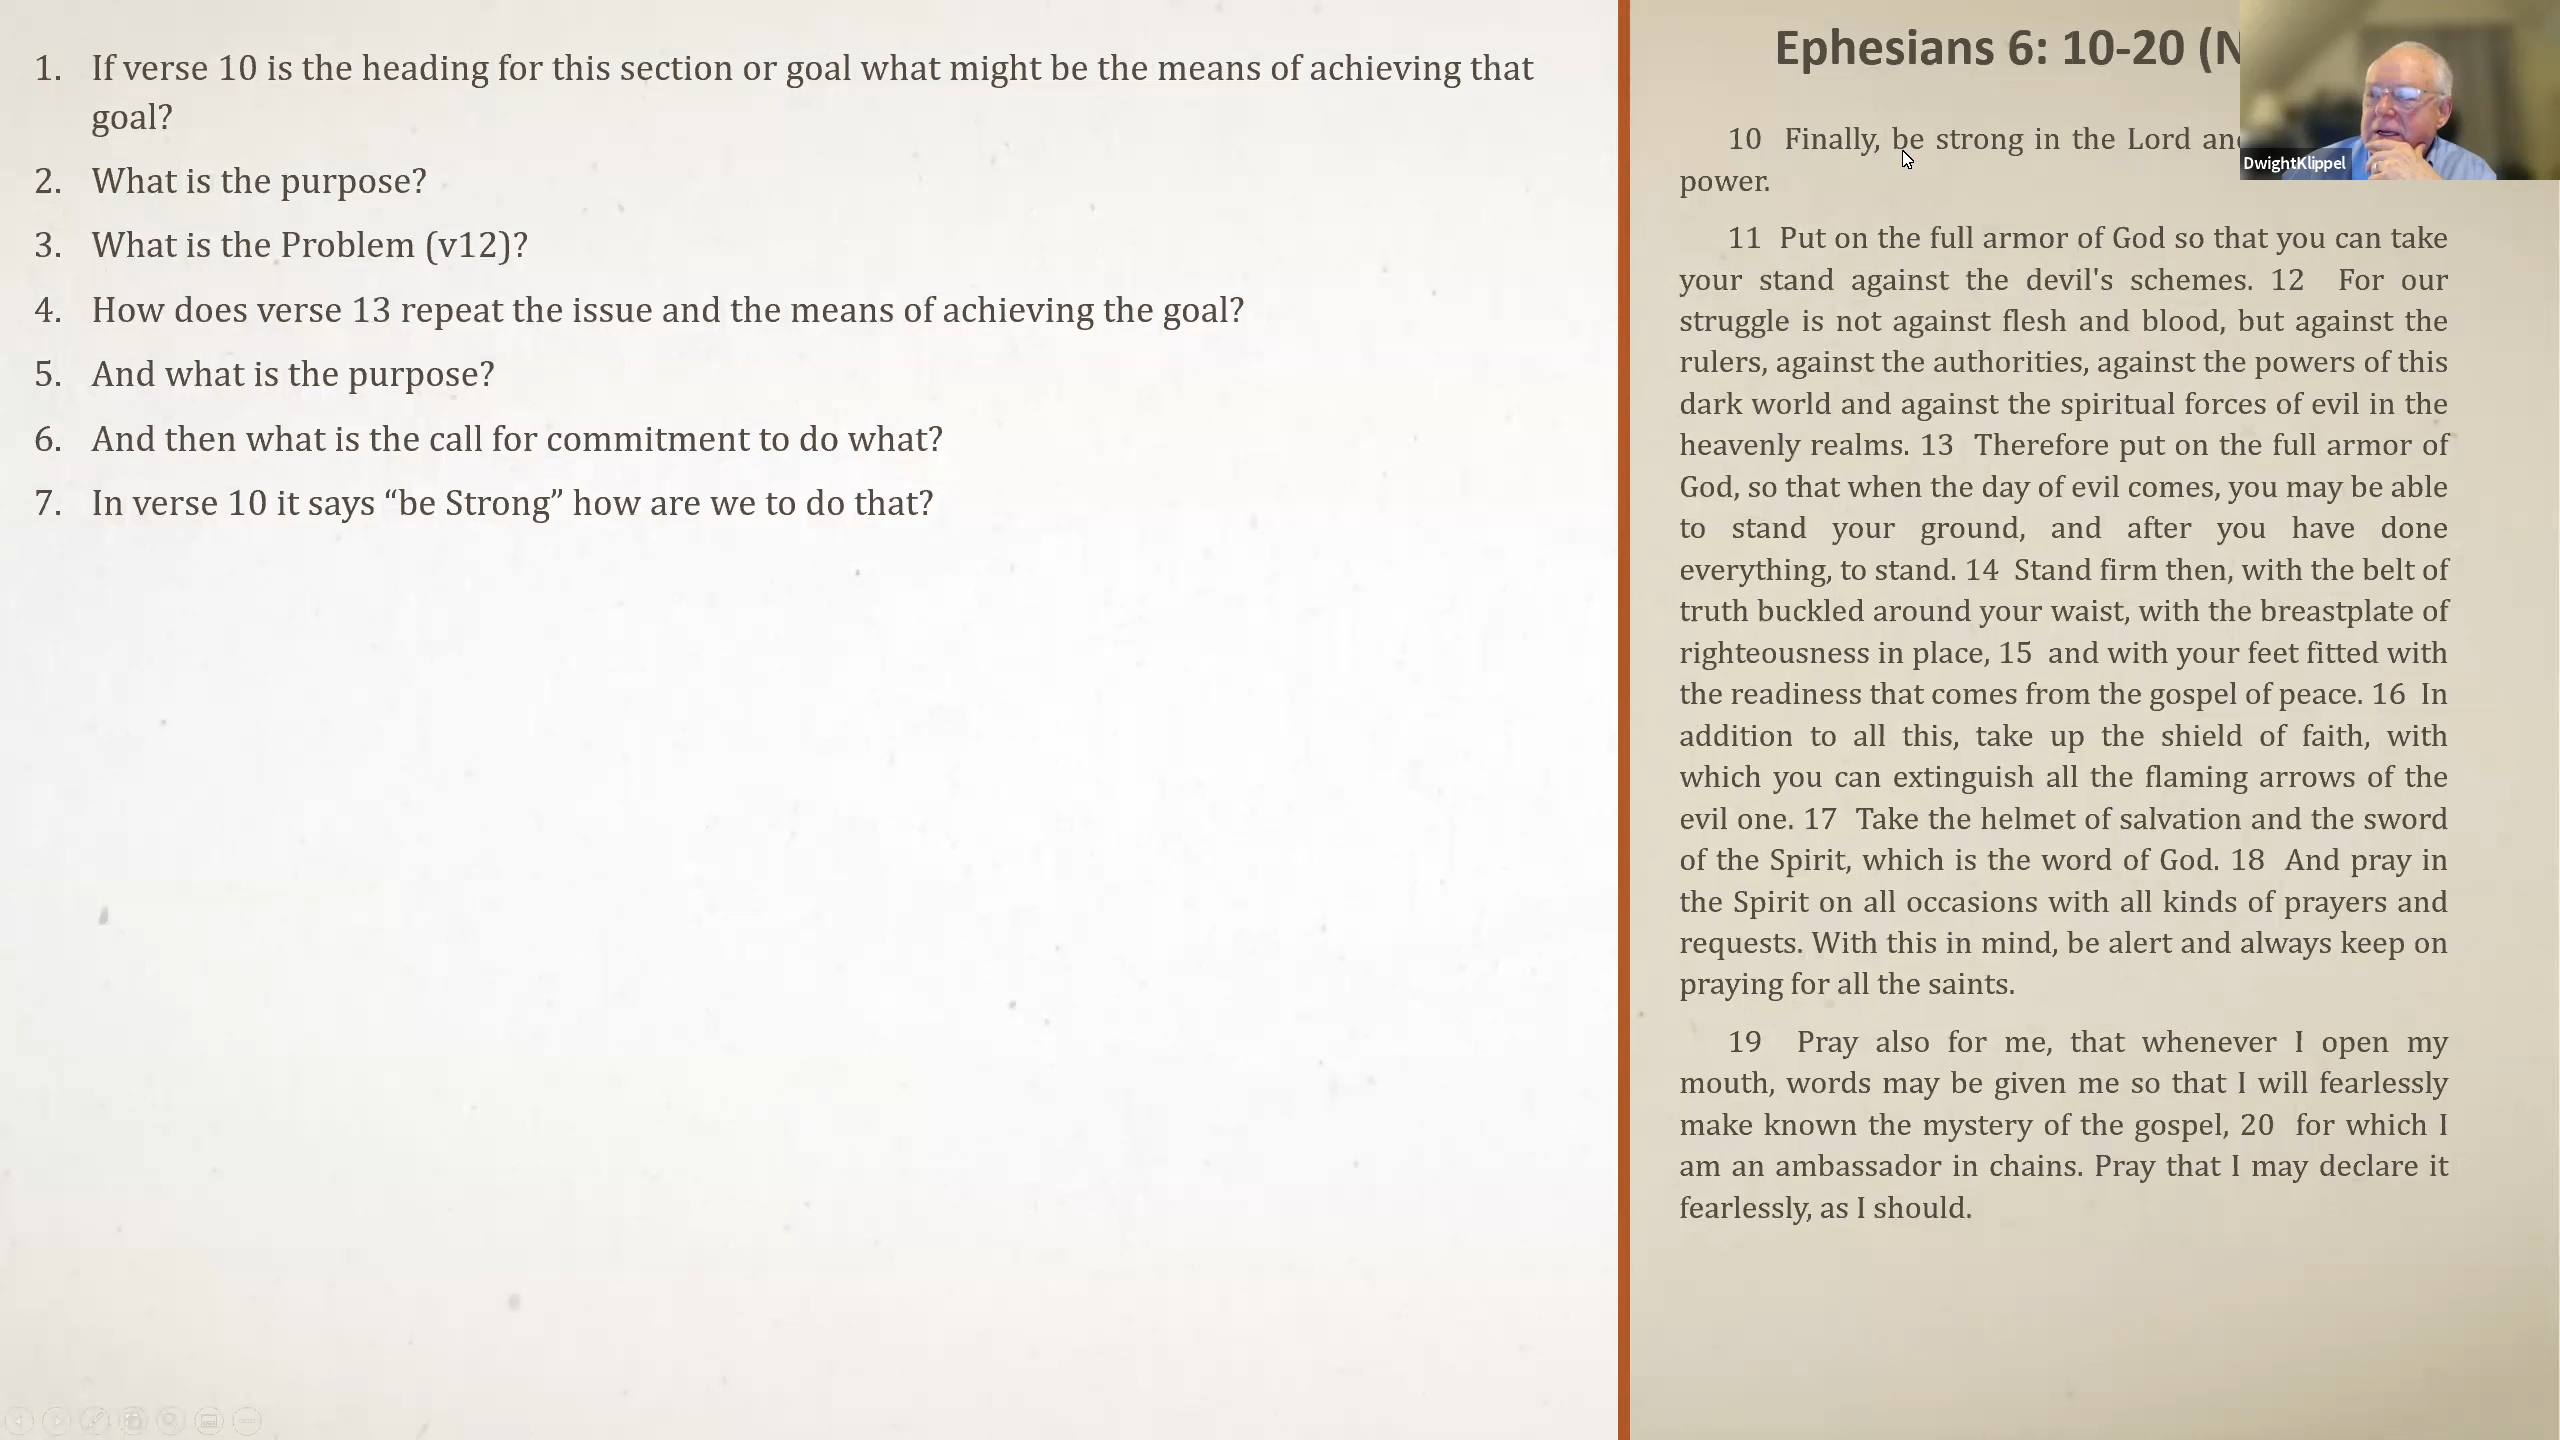 1. If verse 10 is the heading for this section or goal what might be the means of achieving that
goal?
2. What is the purpose?
3. What is the Problem (v12)?
4. How does verse 13 repeat the issue and the means of achieving the goal?
5. And what is the purpose?
6. And then what is the call for commitment to do what?
7. In verse 10 it says “be Strong” how are we to do that?
Ephesians 6: 10-20 (N
10 Finally, be strong in the Lord and
power.
11 Put on the full armor of God so that you can take
your stand against the devil's schemes. 12 For our
struggle is not against flesh and blood, but against the
rulers, against the authorities, against the powers of this
dark world and against the spiritual forces of evil in the
heavenly realms. 13 Therefore put on the full armor of
God, so that when the day of evil comes, you may be able
to stand your ground, and after you have done
everything, to stand. 14 Stand firm then, with the belt of
truth buckled around your waist, with the breastplate of
righteousness in place, 15 and with your feet fitted with
the readiness that comes from the gospel of peace. 16 In
addition to all this, take up the shield of faith, with
which you can extinguish all the flaming arrows of the
evil one. 17 Take the helmet of salvation and the sword
of the Spirit, which is the word of God. 18 And pray in
the Spirit on all occasions with all kinds of prayers and
requests. With this in mind, be alert and always keep on
praying for all the saints.
19 Pray also for me, that whenever I open my
mouth, words may be given me so that I will fearlessly
make known the mystery of the gospel, 20 for which I
am an ambassador in chains. Pray that I may declare it
fearlessly, as I should.
DwightKlippel